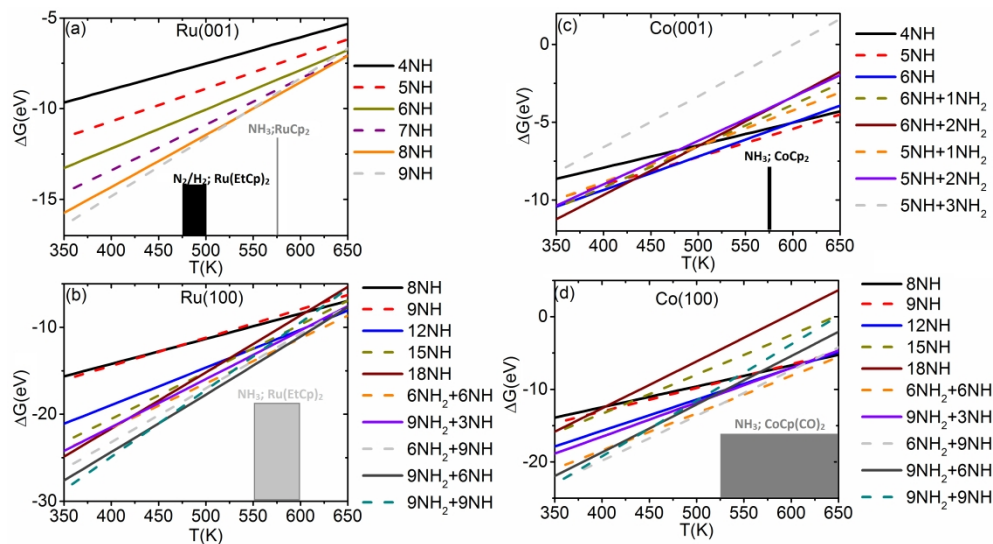 (a)
Ru(001)
-5
-10
-15
ΔG(eV)
350 400 450 500 550 600 650
T(K)
NH3;RuCp2
N2/H2; Ru(EtCp)2
4NH
5NH
6NH
7NH
8NH
9NH
(c)
Co(001)
0
-5
-10
-12
ΔG(eV)
350 400 450 500 550 600 650
T(K)
NH3; CoCp2
4NH
5NH
6NH
6NH+1NH2
6NH+2NH2
5NH+1NH2
5NH+2NH2
5NH+3NH2
(b)
Ru(100)
-10
-20
-30
ΔG(eV)
350 400 450 500 550 600 650
T(K)
NH3; Ru(EtCp)2
8NH
9NH
12NH
15NH
18NH
6NH2+6NH
9NH2+3NH
6NH2+9NH
9NH2+6NH
9NH2+9NH
(d)
Co(100)
0
-10
-20
ΔG(eV)
350 400 450 500 550 600 650
T(K)
NH3; CoCp(CO)2
8NH
9NH
12NH
15NH
18NH
6NH2+6NH
9NH2+3NH
6NH2+9NH
9NH2+6NH
9NH2+9NH